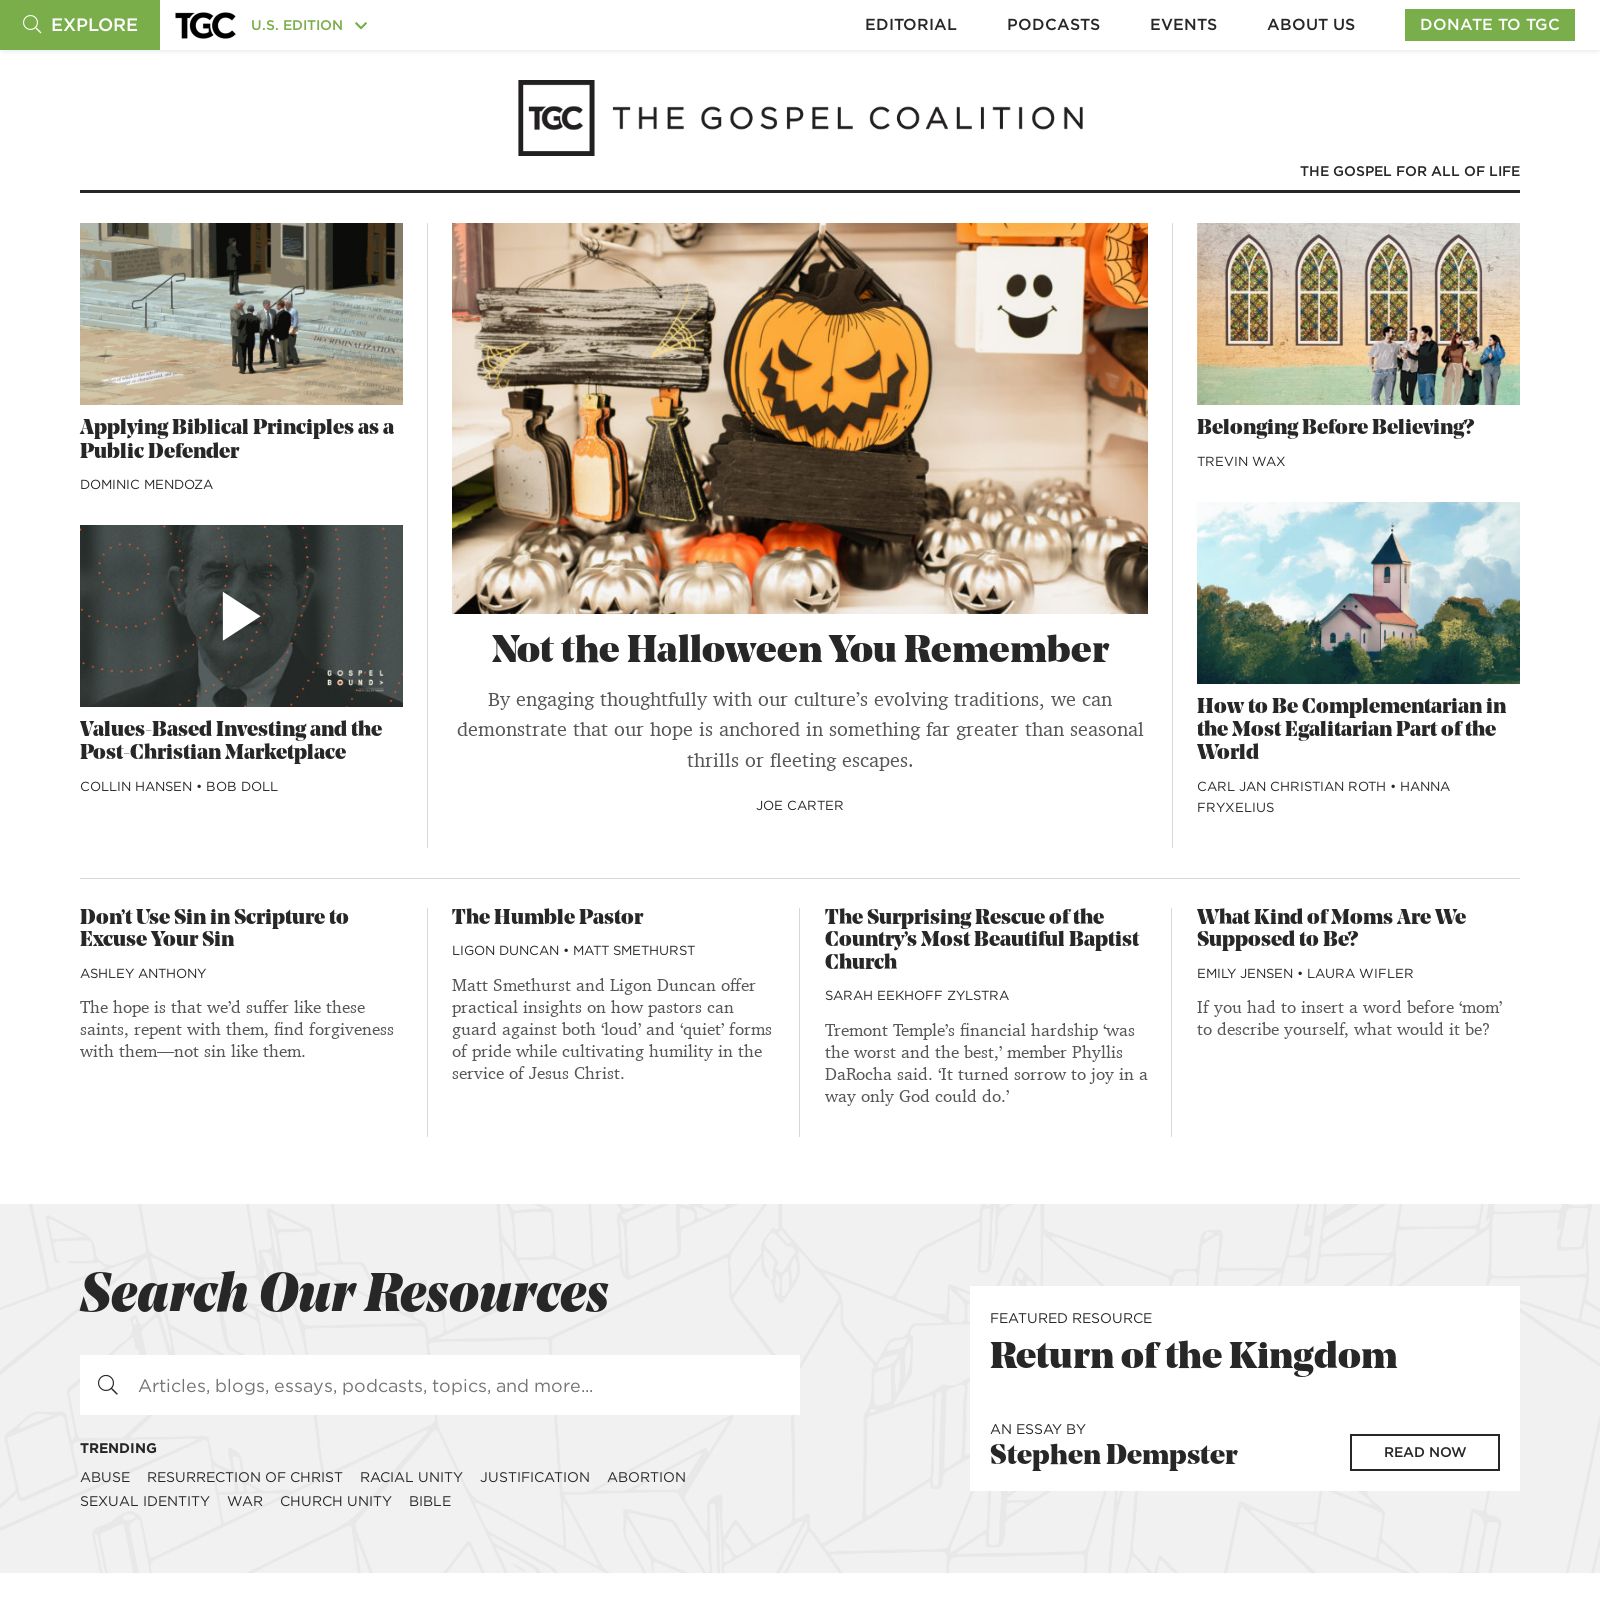 EXPLORE
TGC
U.S. EDITION
EDITORIAL
PODCASTS
EVENTS
ABOUT US
DONATE TO TGC
TGC THE GOSPEL COALITION
THE GOSPEL FOR ALL OF LIFE
DECRIMINALIZATION
Applying Biblical Principles as a
Public Defender
DOMINIC MENDOZA
GOSPEL
BOUND>
Values-Based Investing and the
Post-Christian Marketplace
COLLIN HANSEN • BOB DOLL
Not the Halloween You Remember
By engaging thoughtfully with our culture’s evolving traditions, we can
demonstrate that our hope is anchored in something far greater than seasonal
thrills or fleeting escapes.
JOE CARTER
Belonging Before Believing?
TREVIN WAX
How to Be Complementarian in
the Most Egalitarian Part of the
World
CARL JAN CHRISTIAN ROTH • HANNA
FRYXELIUS
Don’t Use Sin in Scripture to
Excuse Your Sin
ASHLEY ANTHONY
The hope is that we’d suffer like these
saints, repent with them, find forgiveness
with them—not sin like them.
The Humble Pastor
LIGON DUNCAN • MATT SMETHURST
Matt Smethurst and Ligon Duncan offer
practical insights on how pastors can
guard against both ‘loud’ and ‘quiet’ forms
of pride while cultivating humility in the
service of Jesus Christ.
The Surprising Rescue of the
Country’s Most Beautiful Baptist
Church
SARAH EEKHOFF ZYLSTRA
Tremont Temple’s financial hardship ‘was
the worst and the best,’ member Phyllis
DaRocha said. ‘It turned sorrow to joy in a
way only God could do.’
What Kind of Moms Are We
Supposed to Be?
EMILY JENSEN • LAURA WIFLER
If you had to insert a word before ‘mom’
to describe yourself, what would it be?
Search Our Resources
Articles, blogs, essays, podcasts, topics, and more...
TRENDING
ABUSE RESURRECTION OF CHRIST RACIAL UNITY JUSTIFICATION ABORTION
SEXUAL IDENTITY WAR CHURCH UNITY BIBLE
FEATURED RESOURCE
Return of the Kingdom
AN ESSAY BY
Stephen Dempster
READ NOW